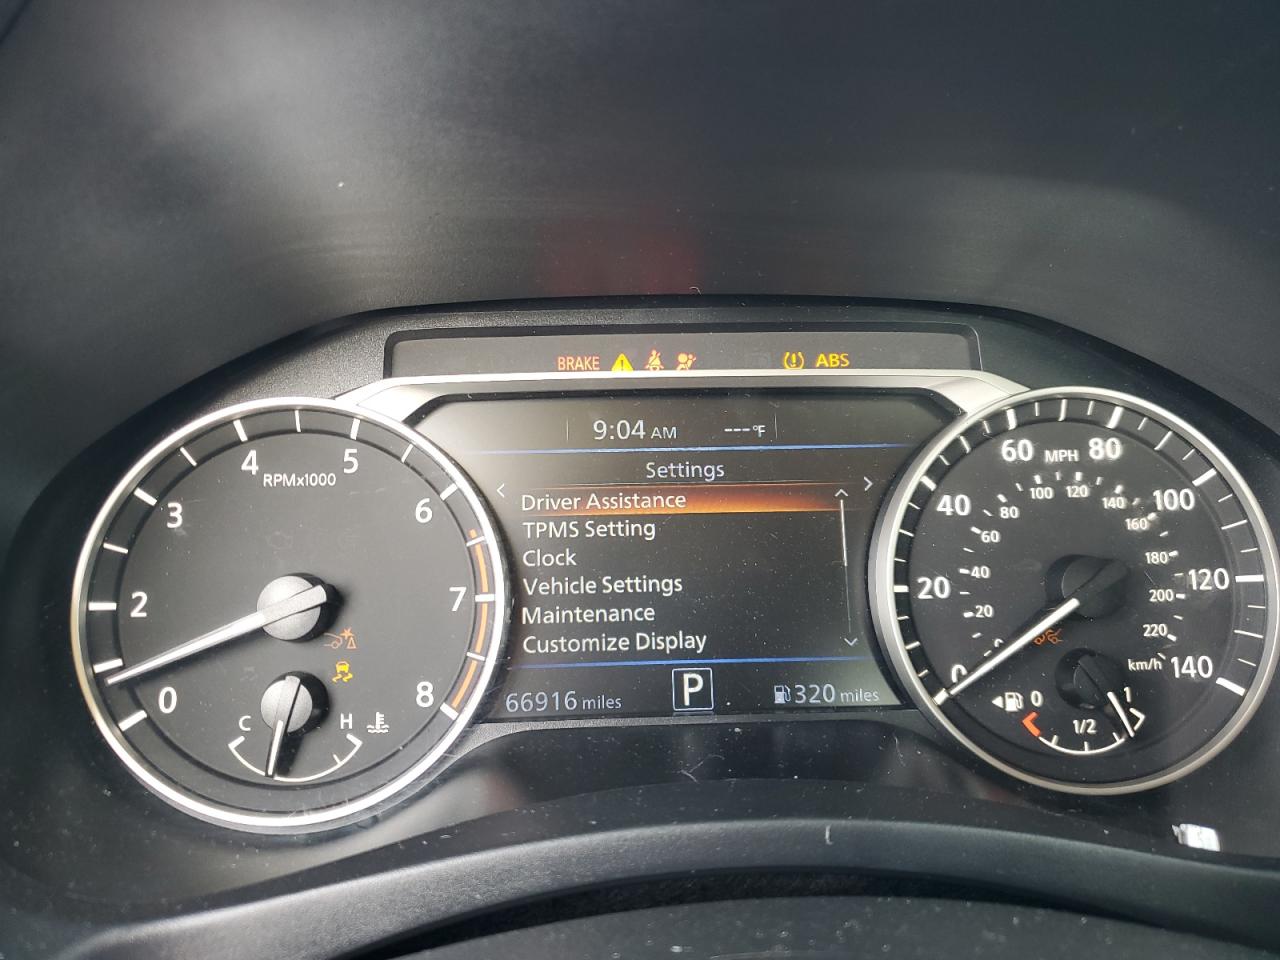 BRAKE
ABS
9:04 AM ---°F
Settings
Driver Assistance
TPMS Setting
Clock
Vehicle Settings
Maintenance
Customize Display
66916 miles
P
320 miles
RPMx1000
0
2
3
4
5
6
7
8
C
H
MPH
0
20
40
60
80
100
120
140
km/h
0
20
40
60
80
100
120
140
160
180
200
220
0
1/2
1